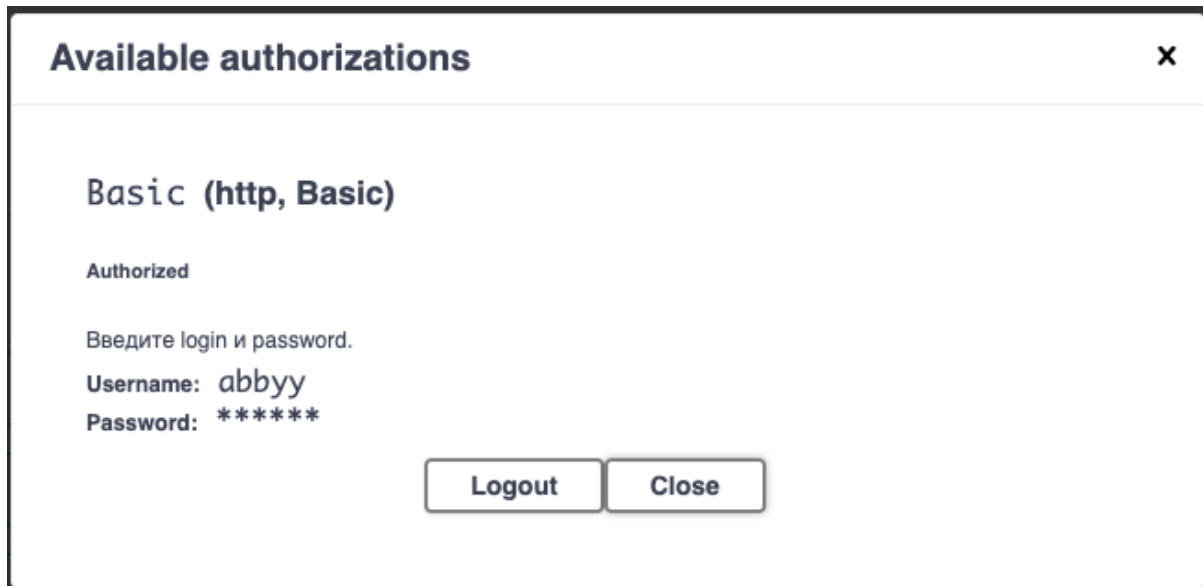 Available authorizations ×
Basic (http, Basic)
Authorized
Введите login и password.
Username: abbyy
Password: ******
Logout Close